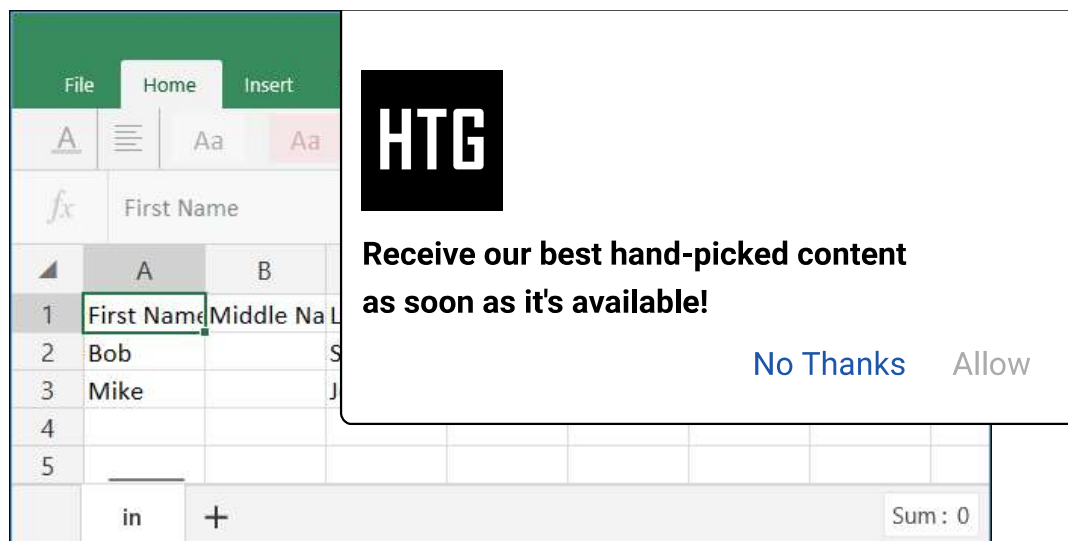 File Home Insert
A Aa Aa
fx First Name
A B
1 First Name Middle Na L
2 Bob S
3 Mike J
4
5
in + Sum : 0
HTG
Receive our best hand-picked content
as soon as it's available!
No Thanks Allow